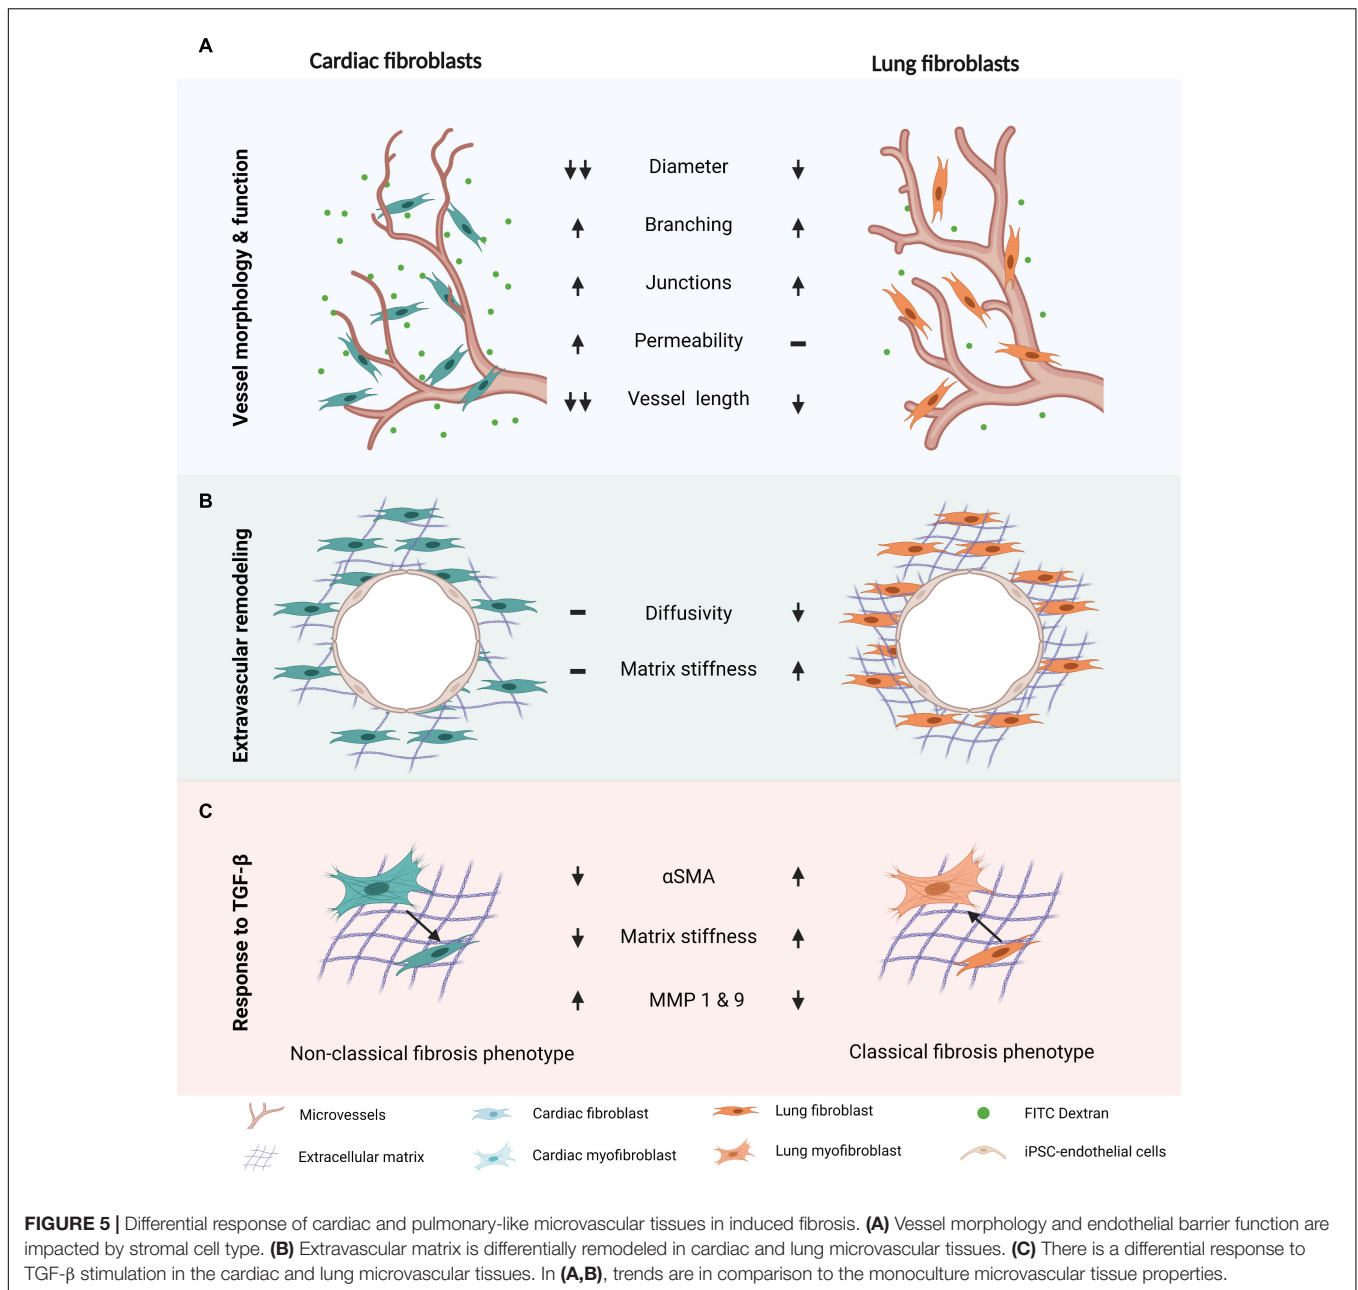 A
Cardiac fibroblasts
Lung fibroblasts
Vessel morphology & function
Diameter
Branching
Junctions
Permeability
Vessel length
B
Extravascular remodeling
Diffusivity
Matrix stiffness
C
Response to TGF-β
αSMA
Matrix stiffness
MMP 1 & 9
Non-classical fibrosis phenotype
Classical fibrosis phenotype
Microvessels
Cardiac fibroblast
Lung fibroblast
FITC Dextran
Extracellular matrix
Cardiac myofibroblast
Lung myofibroblast
iPSC-endothelial cells
FIGURE 5 | Differential response of cardiac and pulmonary-like microvascular tissues in induced fibrosis. (A) Vessel morphology and endothelial barrier function are
impacted by stromal cell type. (B) Extravascular matrix is differentially remodeled in cardiac and lung microvascular tissues. (C) There is a differential response to
TGF-β stimulation in the cardiac and lung microvascular tissues. In (A,B), trends are in comparison to the monoculture microvascular tissue properties.